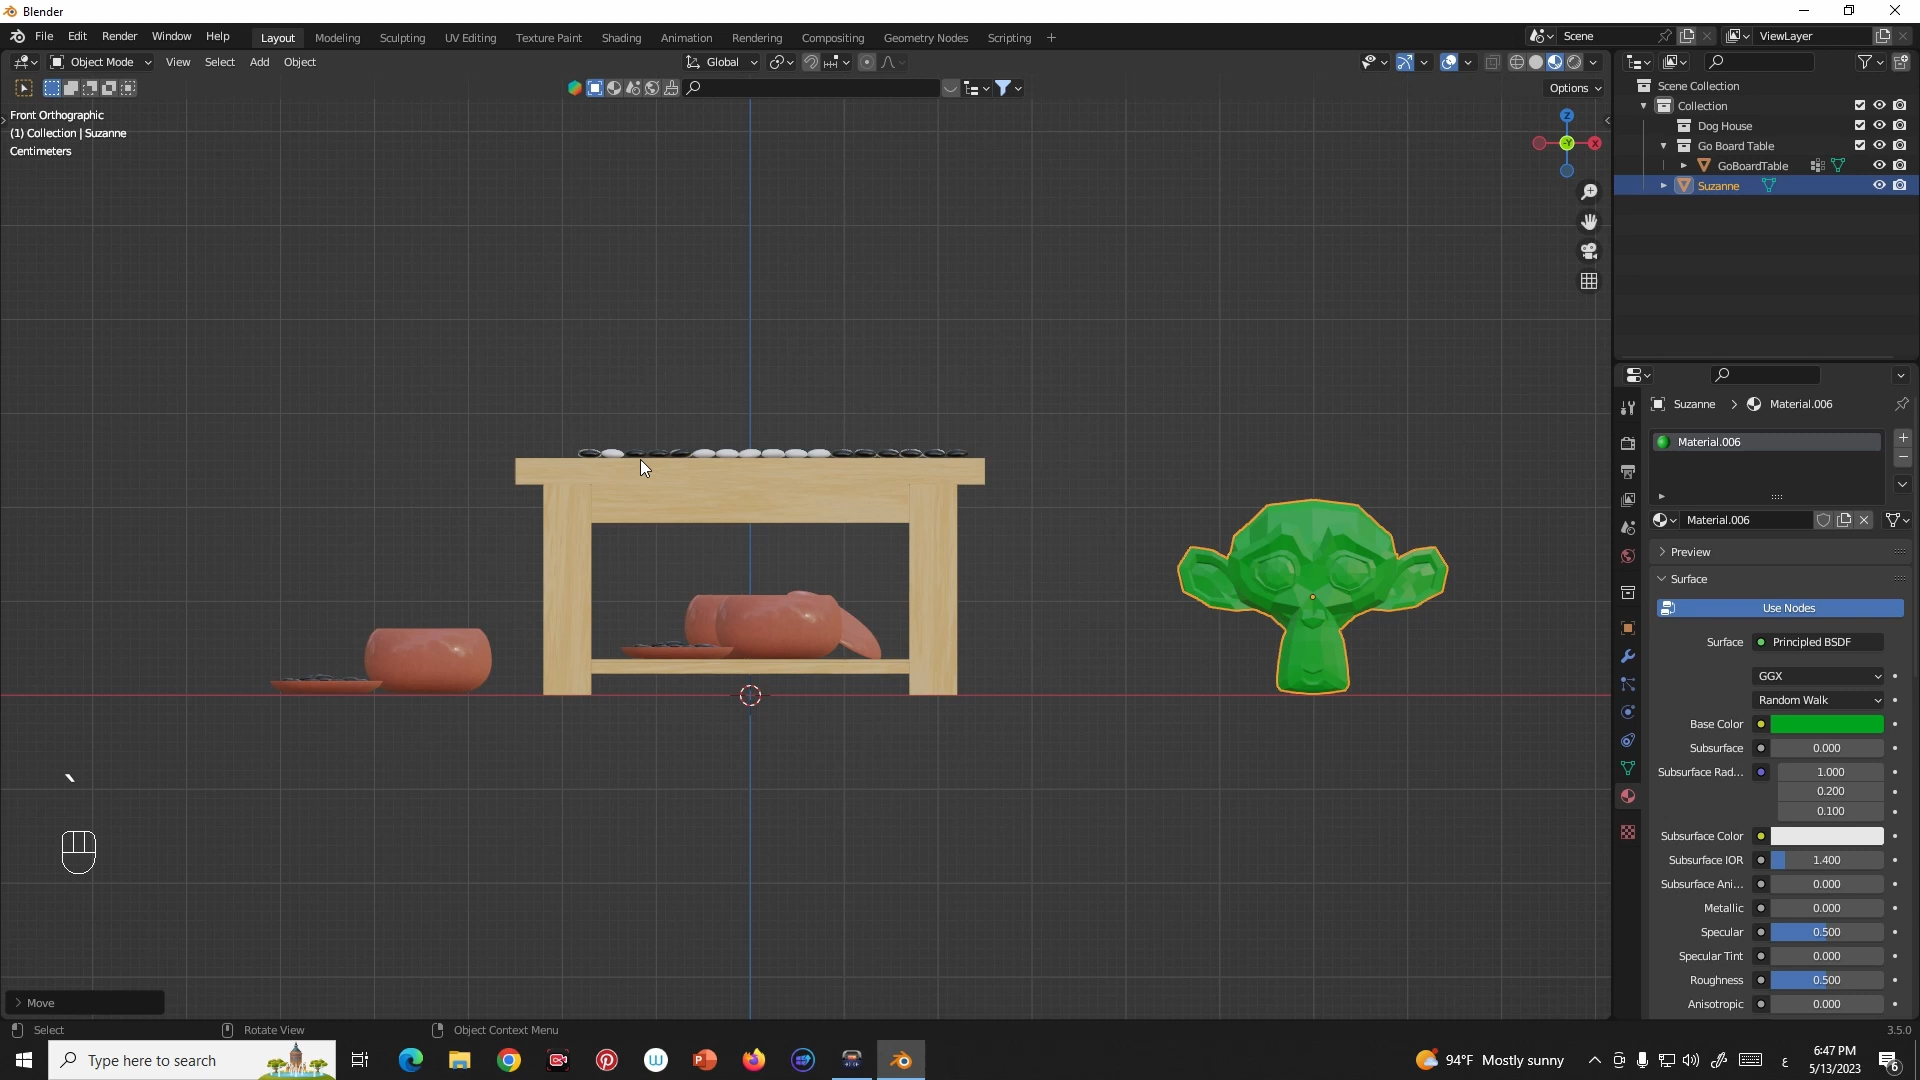 Blender
File Edit Render Window Help Layout Modeling Sculpting UV Editing Texture Paint Shading Animation Rendering Compositing Geometry Nodes Scripting + Scene ViewLayer
Object Mode View Select Add Object Global
Options
Front Orthographic
(1) Collection | Suzanne
Centimeters
Z
-Y
X
Scene Collection
Collection
Dog House
Go Board Table
GoBoardTable
Suzanne
Suzanne > Material.006
Material.006
Material.006
Preview
Surface
Use Nodes
Surface Principled BSDF
GGX
Random Walk
Base Color
Subsurface 0.000
Subsurface Rad... 1.000
0.200
0.100
Subsurface Color
Subsurface IOR 1.400
Subsurface Ani... 0.000
Metallic 0.000
Specular 0.500
Specular Tint 0.000
Roughness 0.500
Anisotropic 0.000
`
> Move
Select Rotate View Object Context Menu 3.5.0
Type here to search
94°F Mostly sunny
ع
6:47 PM
5/13/2023
6